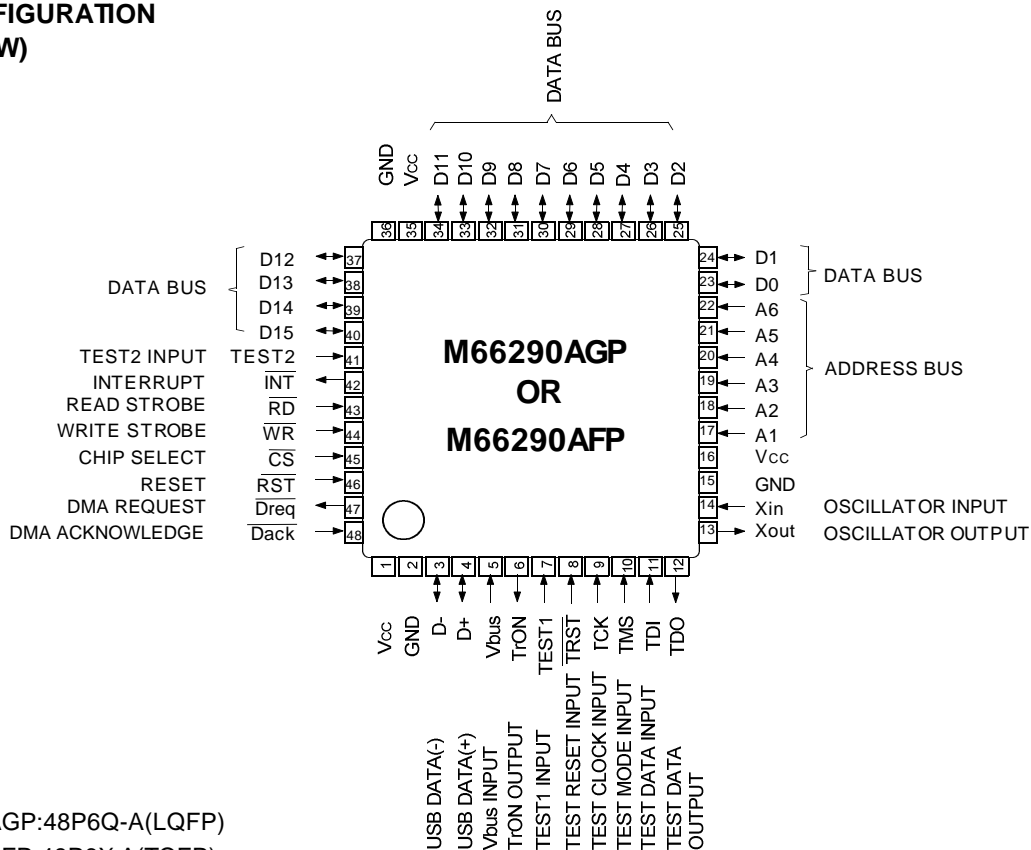 FIGURATION
W)
DATA BUS
GND Vcc D11 D10 D9 D8 D7 D6 D5 D4 D3 D2
36 35 34 33 32 31 30 29 28 27 26 25
DATA BUS
D12 37
D13 38
D14 39
D15 40
TEST2 INPUT TEST2 41
INTERRUPT INT 42
READ STROBE RD 43
WRITE STROBE WR 44
CHIP SELECT CS 45
RESET RST 46
DMA REQUEST Dreq 47
DMA ACKNOWLEDGE Dack 48
M66290AGP
OR
M66290AFP
24 D1
23 D0
DATA BUS
22 A6
21 A5
20 A4
19 A3
18 A2
17 A1
ADDRESS BUS
16 Vcc
15 GND
14 Xin OSCILLATOR INPUT
13 Xout OSCILLATOR OUTPUT
1 2 3 4 5 6 7 8 9 10 11 12
Vcc GND D- D+ Vbus TrON TEST1 TRST TCK TMS TDI TDO
USB DATA(-)
USB DATA(+)
Vbus INPUT
TrON OUTPUT
TEST1 INPUT
TEST RESET INPUT
TEST CLOCK INPUT
TEST MODE INPUT
TEST DATA INPUT
TEST DATA
OUTPUT
AGP:48P6Q-A(LQFP)